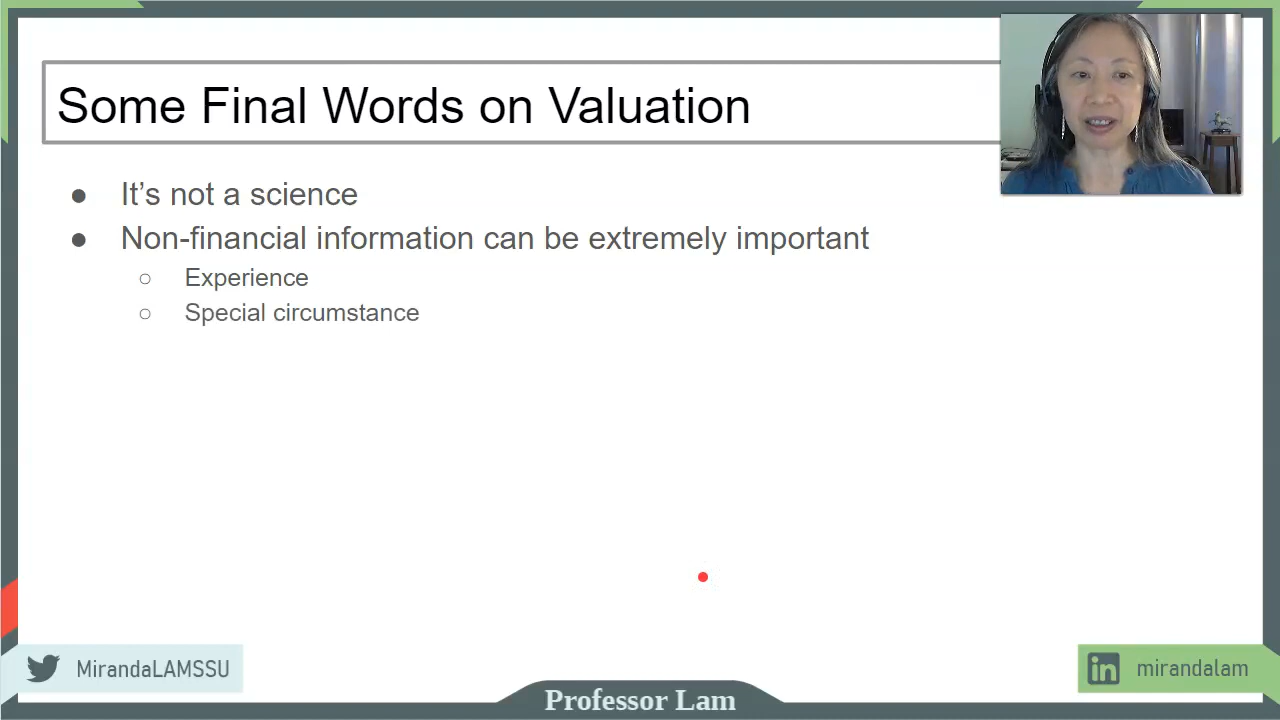 Some Final Words on Valuation
● It’s not a science
● Non-financial information can be extremely important
○ Experience
○ Special circumstance
MirandaLAMSSU
in mirandalam
Professor Lam